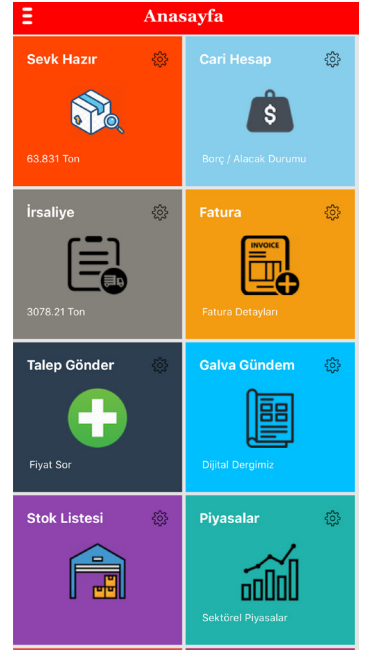 Anasayfa
Sevk Hazır
63.831 Ton
Cari Hesap
$
Borç / Alacak Durumu
İrsaliye
3078.21 Ton
Fatura
INVOICE
Fatura Detayları
Talep Gönder
Fiyat Sor
Galva Gündem
Dijital Dergimiz
Stok Listesi
Piyasalar
Sektörel Piyasalar